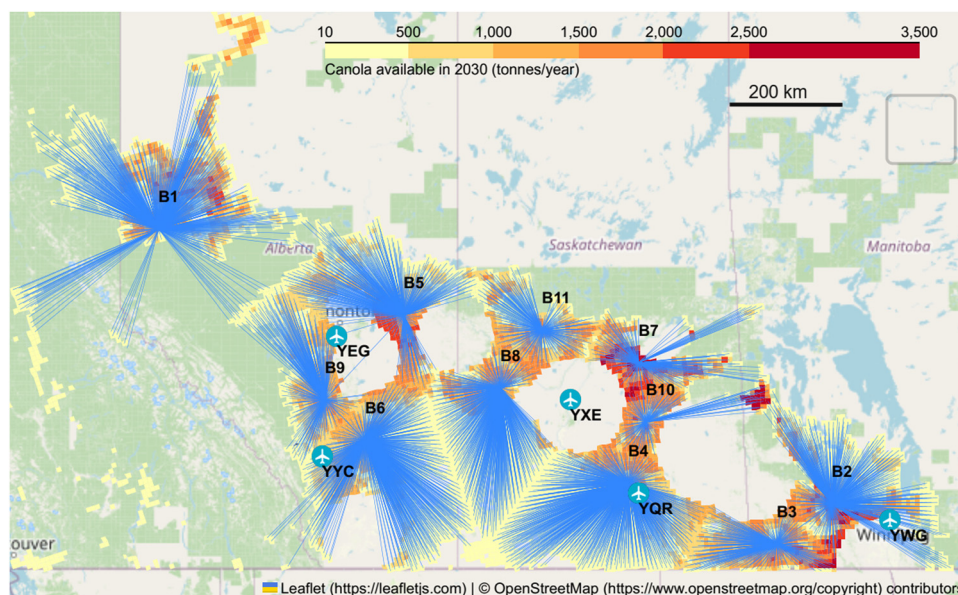 10 500 1,000 1,500 2,000 2,500 3,500
Canola available in 2030 (tonnes/year)
200 km
B1
Alberta
Saskatchewan
Manitoba
B5
B11
B7
YEG
B8
B9
B10
B6
YXE
B4
YYC
B2
YQR
B3
YWG
ouver
Leaflet (https://leafletjs.com) | © OpenStreetMap (https://www.openstreetmap.org/copyright) contributor